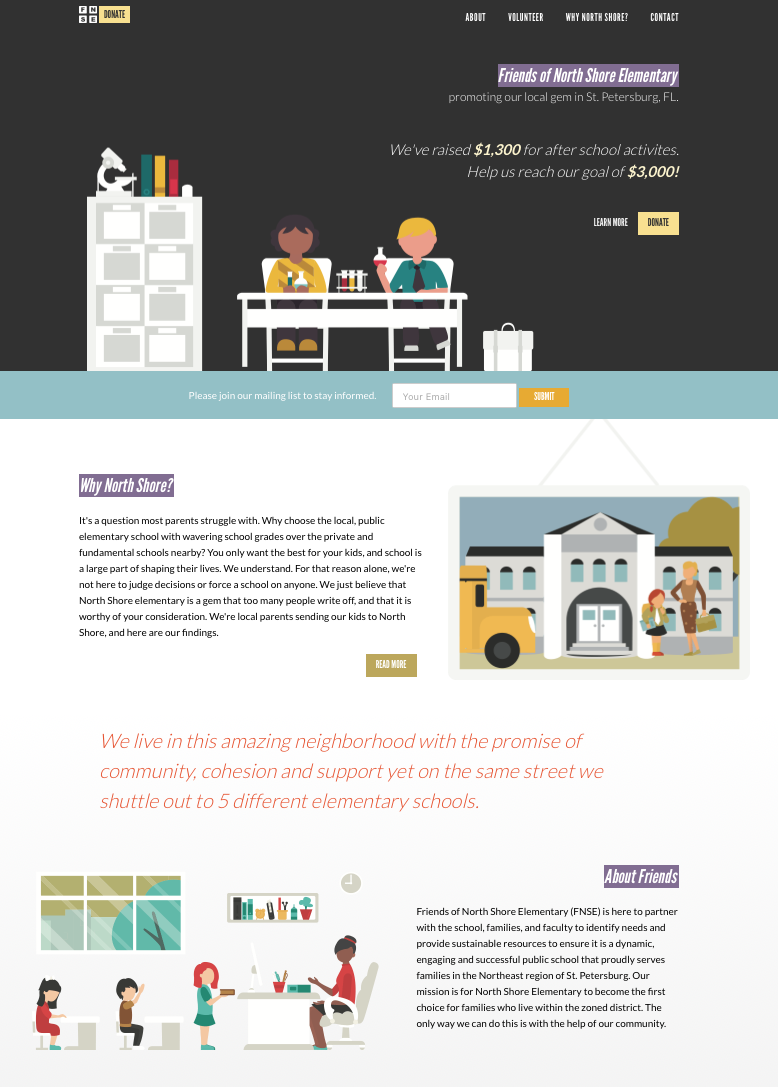 FN
SE
DONATE
ABOUT
VOLUNTEER
WHY NORTH SHORE?
CONTACT
Friends of North Shore Elementary
promoting our local gem in St. Petersburg, FL.
We've raised $1,300 for after school activites.
Help us reach our goal of $3,000!
LEARN MORE
DONATE
Please join our mailing list to stay informed.
Your Email
SUBMIT
Why North Shore?
It's a question most parents struggle with. Why choose the local, public
elementary school with wavering school grades over the private and
fundamental schools nearby? You only want the best for your kids, and school is
a large part of shaping their lives. We understand. For that reason alone, we're
not here to judge decisions or force a school on anyone. We just believe that
North Shore elementary is a gem that too many people write off, and that it is
worthy of your consideration. We're local parents sending our kids to North
Shore, and here are our findings.
READ MORE
We live in this amazing neighborhood with the promise of
community, cohesion and support yet on the same street we
shuttle out to 5 different elementary schools.
About Friends
Friends of North Shore Elementary (FNSE) is here to partner
with the school, families, and faculty to identify needs and
provide sustainable resources to ensure it is a dynamic,
engaging and successful public school that proudly serves
families in the Northeast region of St. Petersburg. Our
mission is for North Shore Elementary to become the first
choice for families who live within the zoned district. The
only way we can do this is with the help of our community.